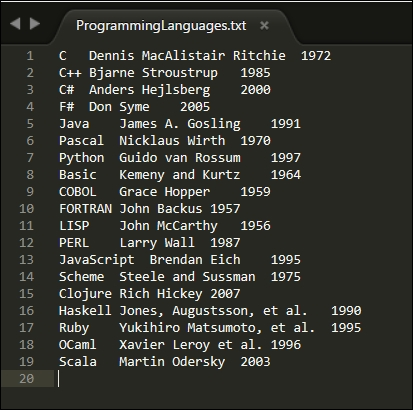 ProgrammingLanguages.txt ×
1 C Dennis MacAlistair Ritchie 1972
2 C++ Bjarne Stroustrup 1985
3 C# Anders Hejlsberg 2000
4 F# Don Syme 2005
5 Java James A. Gosling 1991
6 Pascal Nicklaus Wirth 1970
7 Python Guido van Rossum 1997
8 Basic Kemeny and Kurtz 1964
9 COBOL Grace Hopper 1959
10 FORTRAN John Backus 1957
11 LISP John McCarthy 1956
12 PERL Larry Wall 1987
13 JavaScript Brendan Eich 1995
14 Scheme Steele and Sussman 1975
15 Clojure Rich Hickey 2007
16 Haskell Jones, Augustsson, et al. 1990
17 Ruby Yukihiro Matsumoto, et al. 1995
18 OCaml Xavier Leroy et al. 1996
19 Scala Martin Odersky 2003
20